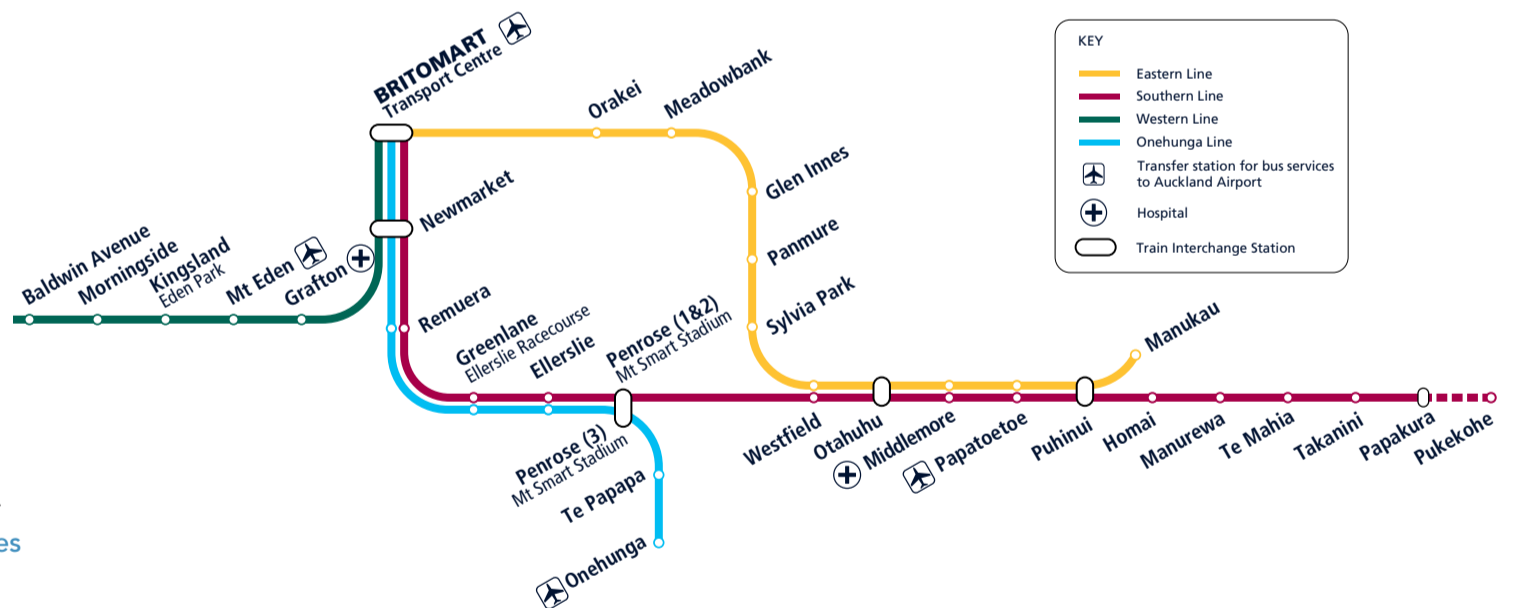 BRITOMART
Transport Centre
Orakei
Meadowbank
Glen Innes
Panmure
Sylvia Park
Manukau
Newmarket
Baldwin Avenue
Morningside
Kingsland
Eden Park
Mt Eden
Grafton
Remuera
Greenlane
Ellerslie Racecourse
Ellerslie
Penrose (1&2)
Mt Smart Stadium
Penrose (3)
Mt Smart Stadium
Te Papapa
Onehunga
Westfield
Otahuhu
Middlemore
Papatoetoe
Puhinui
Homai
Manurewa
Te Mahia
Takanini
Papakura
Pukekohe
KEY
Eastern Line
Southern Line
Western Line
Onehunga Line
Transfer station for bus services
to Auckland Airport
Hospital
Train Interchange Station
es